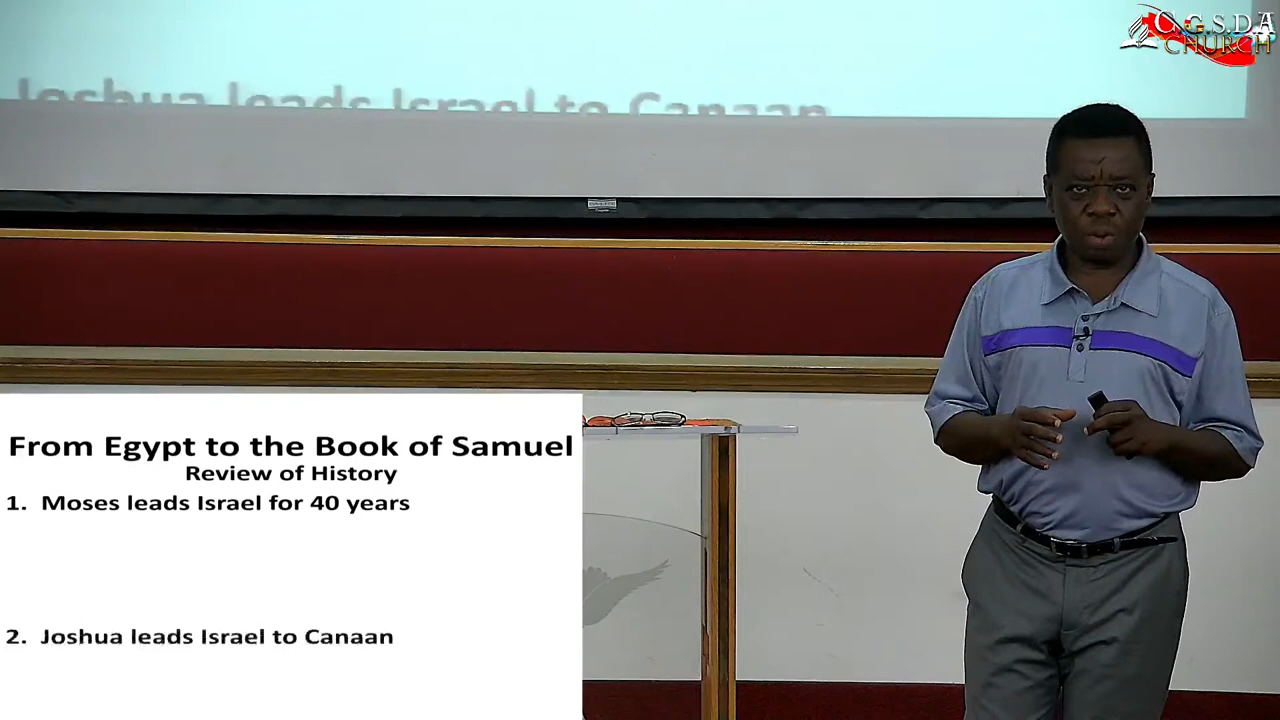 C.G.S.D.A
CHURCH
Joshua leads Israel to Canaan
From Egypt to the Book of Samuel
Review of History
1. Moses leads Israel for 40 years
2. Joshua leads Israel to Canaan